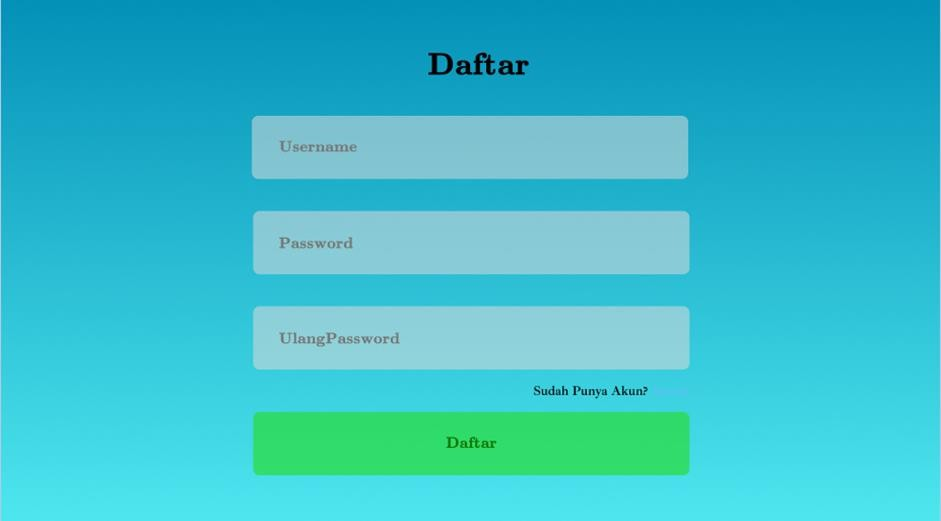 Daftar
Username
Password
UlangPassword
Sudah Punya Akun?
Daftar